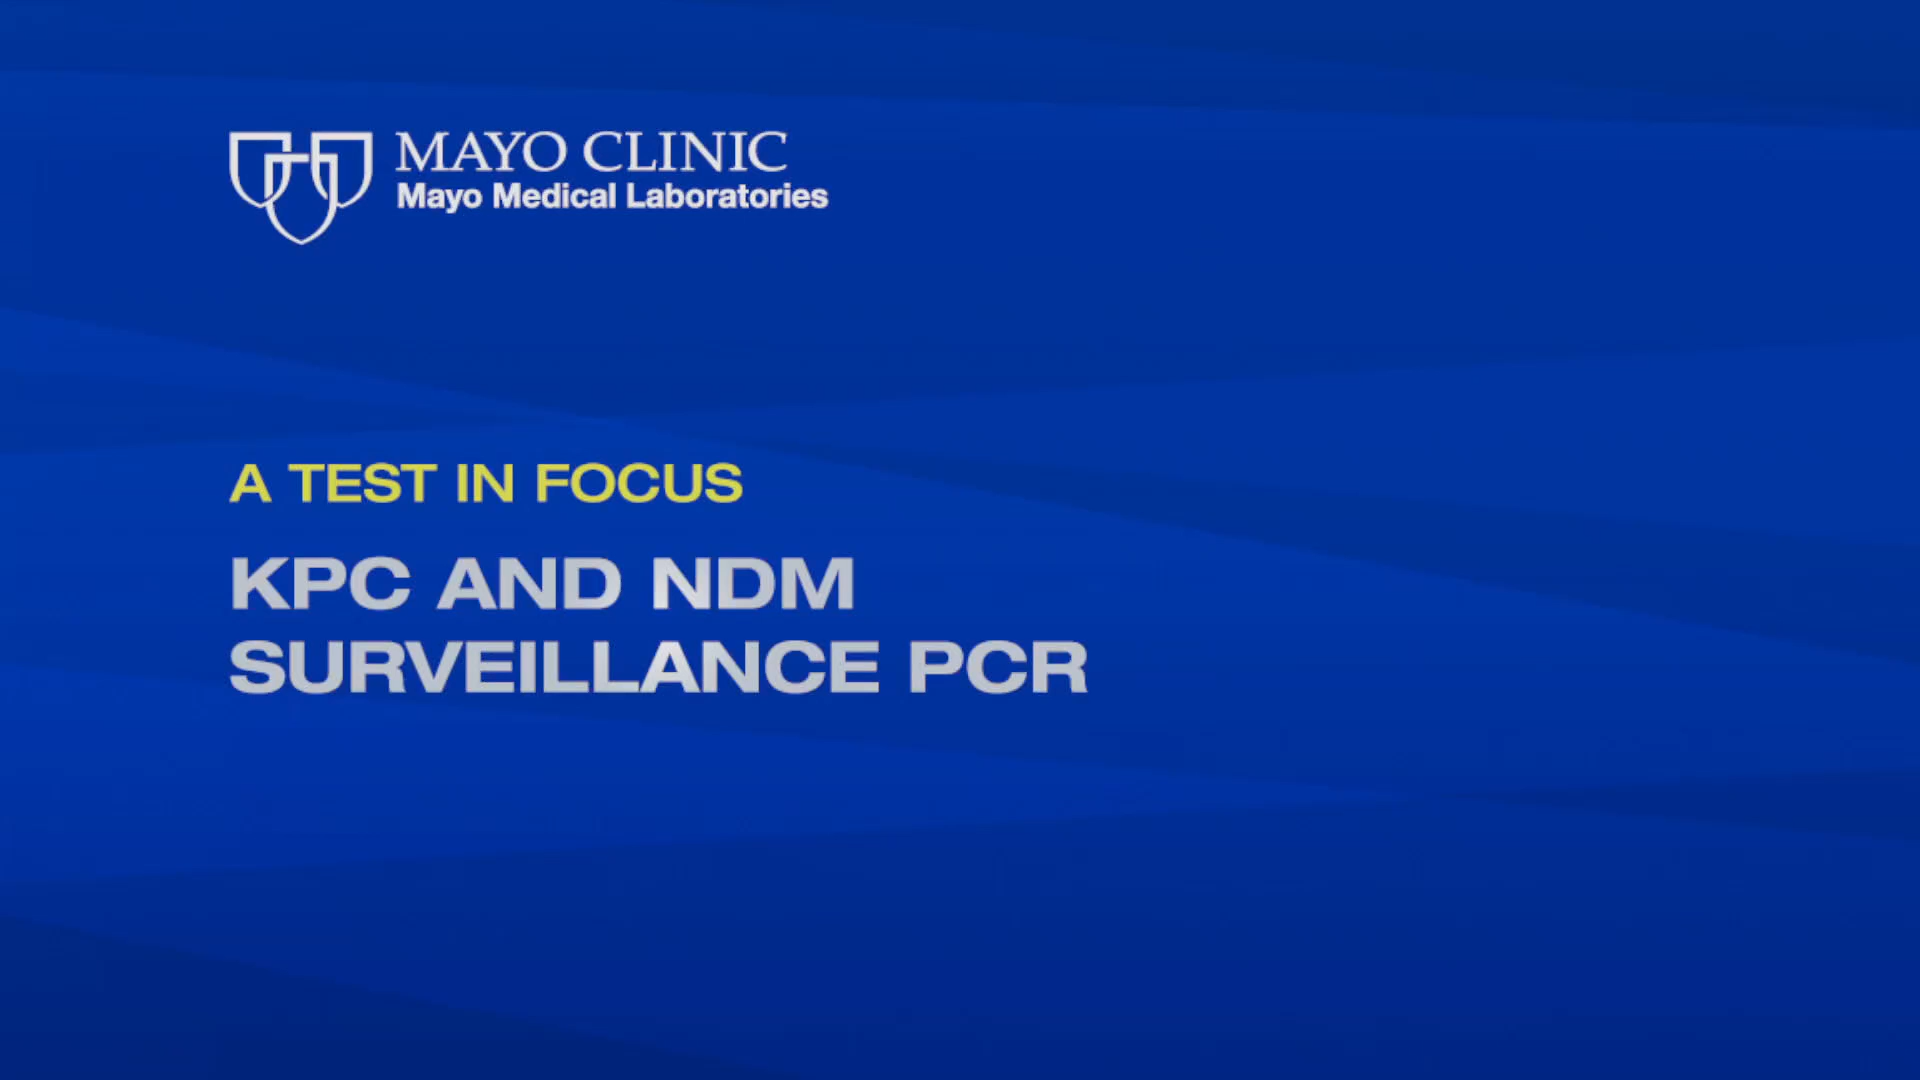 MAYO CLINIC
Mayo Medical Laboratories
A TEST IN FOCUS
KPC AND NDM
SURVEILLANCE PCR